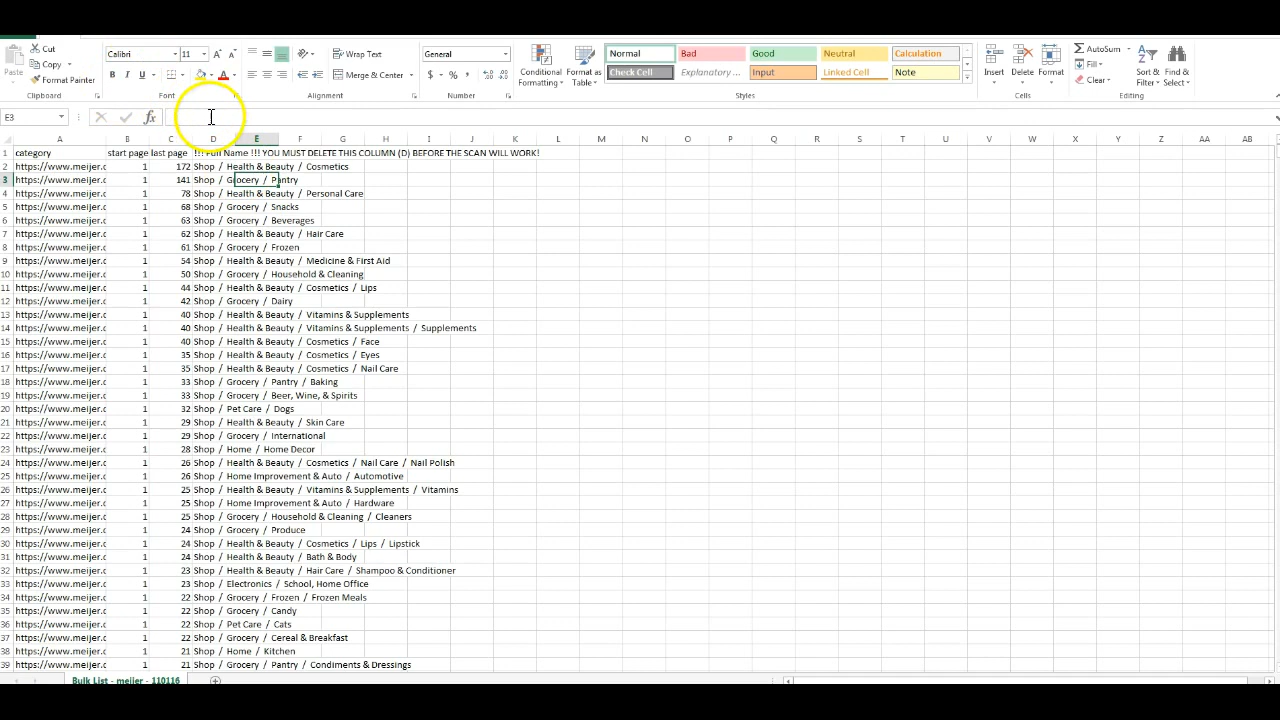 Cut
Copy
Format Painter
Paste
Clipboard
Calibri
11
A A
B I U
A
Font
Wrap Text
Merge & Center
Alignment
General
$ % ,
Number
Conditional Formatting
Format as Table
Normal
Bad
Good
Neutral
Calculation
Check Cell
Explanary ...
Input
Linked Cell
Note
Styles
Insert
Delete
Format
Cells
AutoSum
Fill
Clear
Sort & Filter
Find & Select
Editing
E3
fx
A B C D E F G H I J K L M N O P Q R S T U V W X Y Z AA AB
1 category start page last page !!! Full Name !!! YOU MUST DELETE THIS COLUMN (D) BEFORE THE SCAN WILL WORK!
2 https://www.meijer.c 1 172 Shop / Health & Beauty / Cosmetics
3 https://www.meijer.c 1 141 Shop / Grocery / Pantry
4 https://www.meijer.c 1 78 Shop / Health & Beauty / Personal Care
5 https://www.meijer.c 1 68 Shop / Grocery / Snacks
6 https://www.meijer.c 1 63 Shop / Grocery / Beverages
7 https://www.meijer.c 1 62 Shop / Health & Beauty / Hair Care
8 https://www.meijer.c 1 61 Shop / Grocery / Frozen
9 https://www.meijer.c 1 54 Shop / Health & Beauty / Medicine & First Aid
10 https://www.meijer.c 1 50 Shop / Grocery / Household & Cleaning
11 https://www.meijer.c 1 44 Shop / Health & Beauty / Cosmetics / Lips
12 https://www.meijer.c 1 42 Shop / Grocery / Dairy
13 https://www.meijer.c 1 40 Shop / Health & Beauty / Vitamins & Supplements
14 https://www.meijer.c 1 40 Shop / Health & Beauty / Vitamins & Supplements / Supplements
15 https://www.meijer.c 1 40 Shop / Health & Beauty / Cosmetics / Face
16 https://www.meijer.c 1 35 Shop / Health & Beauty / Cosmetics / Eyes
17 https://www.meijer.c 1 35 Shop / Health & Beauty / Cosmetics / Nail Care
18 https://www.meijer.c 1 33 Shop / Grocery / Pantry / Baking
19 https://www.meijer.c 1 33 Shop / Grocery / Beer, Wine, & Spirits
20 https://www.meijer.c 1 32 Shop / Pet Care / Dogs
21 https://www.meijer.c 1 29 Shop / Health & Beauty / Skin Care
22 https://www.meijer.c 1 29 Shop / Grocery / International
23 https://www.meijer.c 1 28 Shop / Home / Home Decor
24 https://www.meijer.c 1 26 Shop / Health & Beauty / Cosmetics / Nail Care / Nail Polish
25 https://www.meijer.c 1 26 Shop / Home Improvement & Auto / Automotive
26 https://www.meijer.c 1 25 Shop / Health & Beauty / Vitamins & Supplements / Vitamins
27 https://www.meijer.c 1 25 Shop / Home Improvement & Auto / Hardware
28 https://www.meijer.c 1 25 Shop / Grocery / Household & Cleaning / Cleaners
29 https://www.meijer.c 1 24 Shop / Grocery / Produce
30 https://www.meijer.c 1 24 Shop / Health & Beauty / Cosmetics / Lips / Lipstick
31 https://www.meijer.c 1 24 Shop / Health & Beauty / Bath & Body
32 https://www.meijer.c 1 23 Shop / Health & Beauty / Hair Care / Shampoo & Conditioner
33 https://www.meijer.c 1 23 Shop / Electronics / School, Home Office
34 https://www.meijer.c 1 22 Shop / Grocery / Frozen / Frozen Meals
35 https://www.meijer.c 1 22 Shop / Grocery / Candy
36 https://www.meijer.c 1 22 Shop / Pet Care / Cats
37 https://www.meijer.c 1 22 Shop / Grocery / Cereal & Breakfast
38 https://www.meijer.c 1 21 Shop / Home / Kitchen
39 https://www.meijer.c 1 21 Shop / Grocery / Pantry / Condiments & Dressings
Bulk List - meijer - 110116